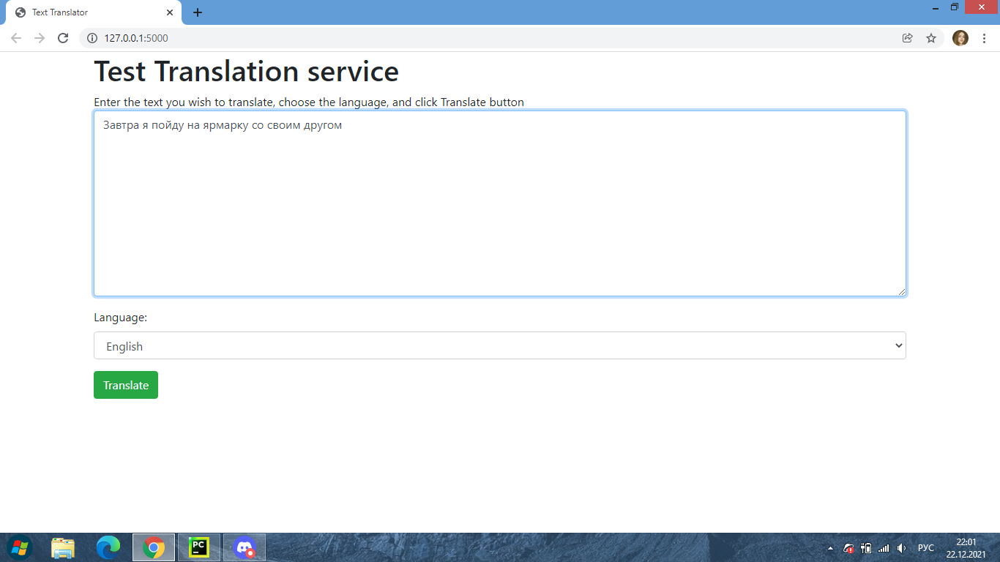 Text Translator
127.0.0.1:5000
Test Translation service
Enter the text you wish to translate, choose the language, and click Translate button
Завтра я пойду на ярмарку со своим другом
Language:
English
Translate
PC
РУС
22:01
22.12.2021